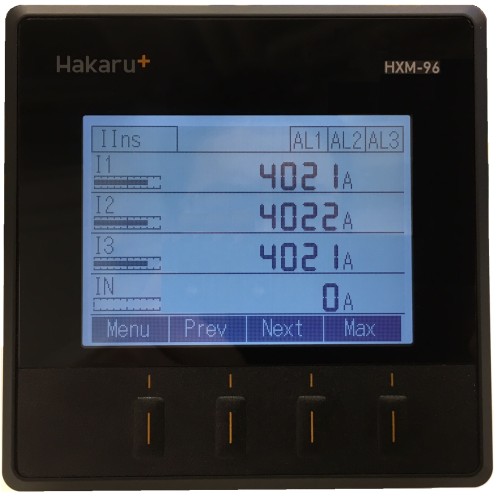 Hakaru+
HXM-96
IIns AL1 AL2 AL3
I1 4021A
I2 4022A
I3 4021A
IN 0A
Menu Prev Next Max